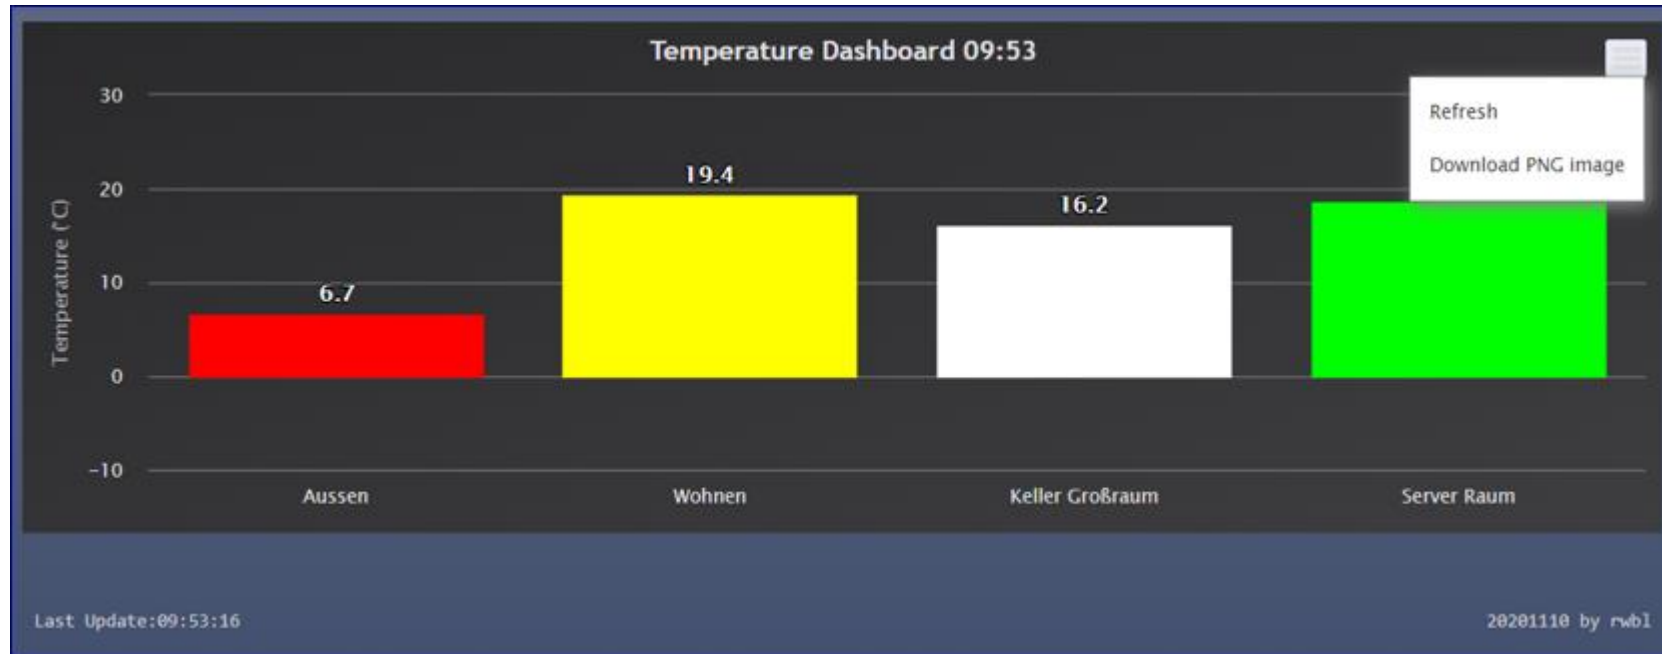 Temperature Dashboard 09:53
Refresh
Download PNG image
Temperature (°C)
30
20
10
0
-10
6.7
19.4
16.2
Aussen
Wohnen
Keller Großraum
Server Raum
Last Update:09:53:16
20201110 by rwbl